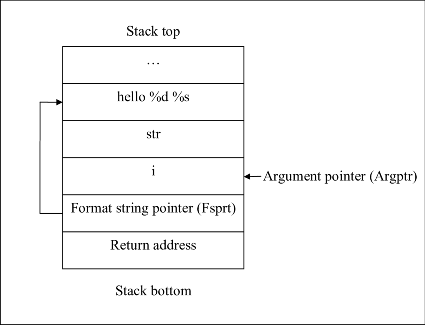 Stack top
...
hello %d %s
str
i
Argument pointer (Argptr)
Format string pointer (Fsprt)
Return address
Stack bottom